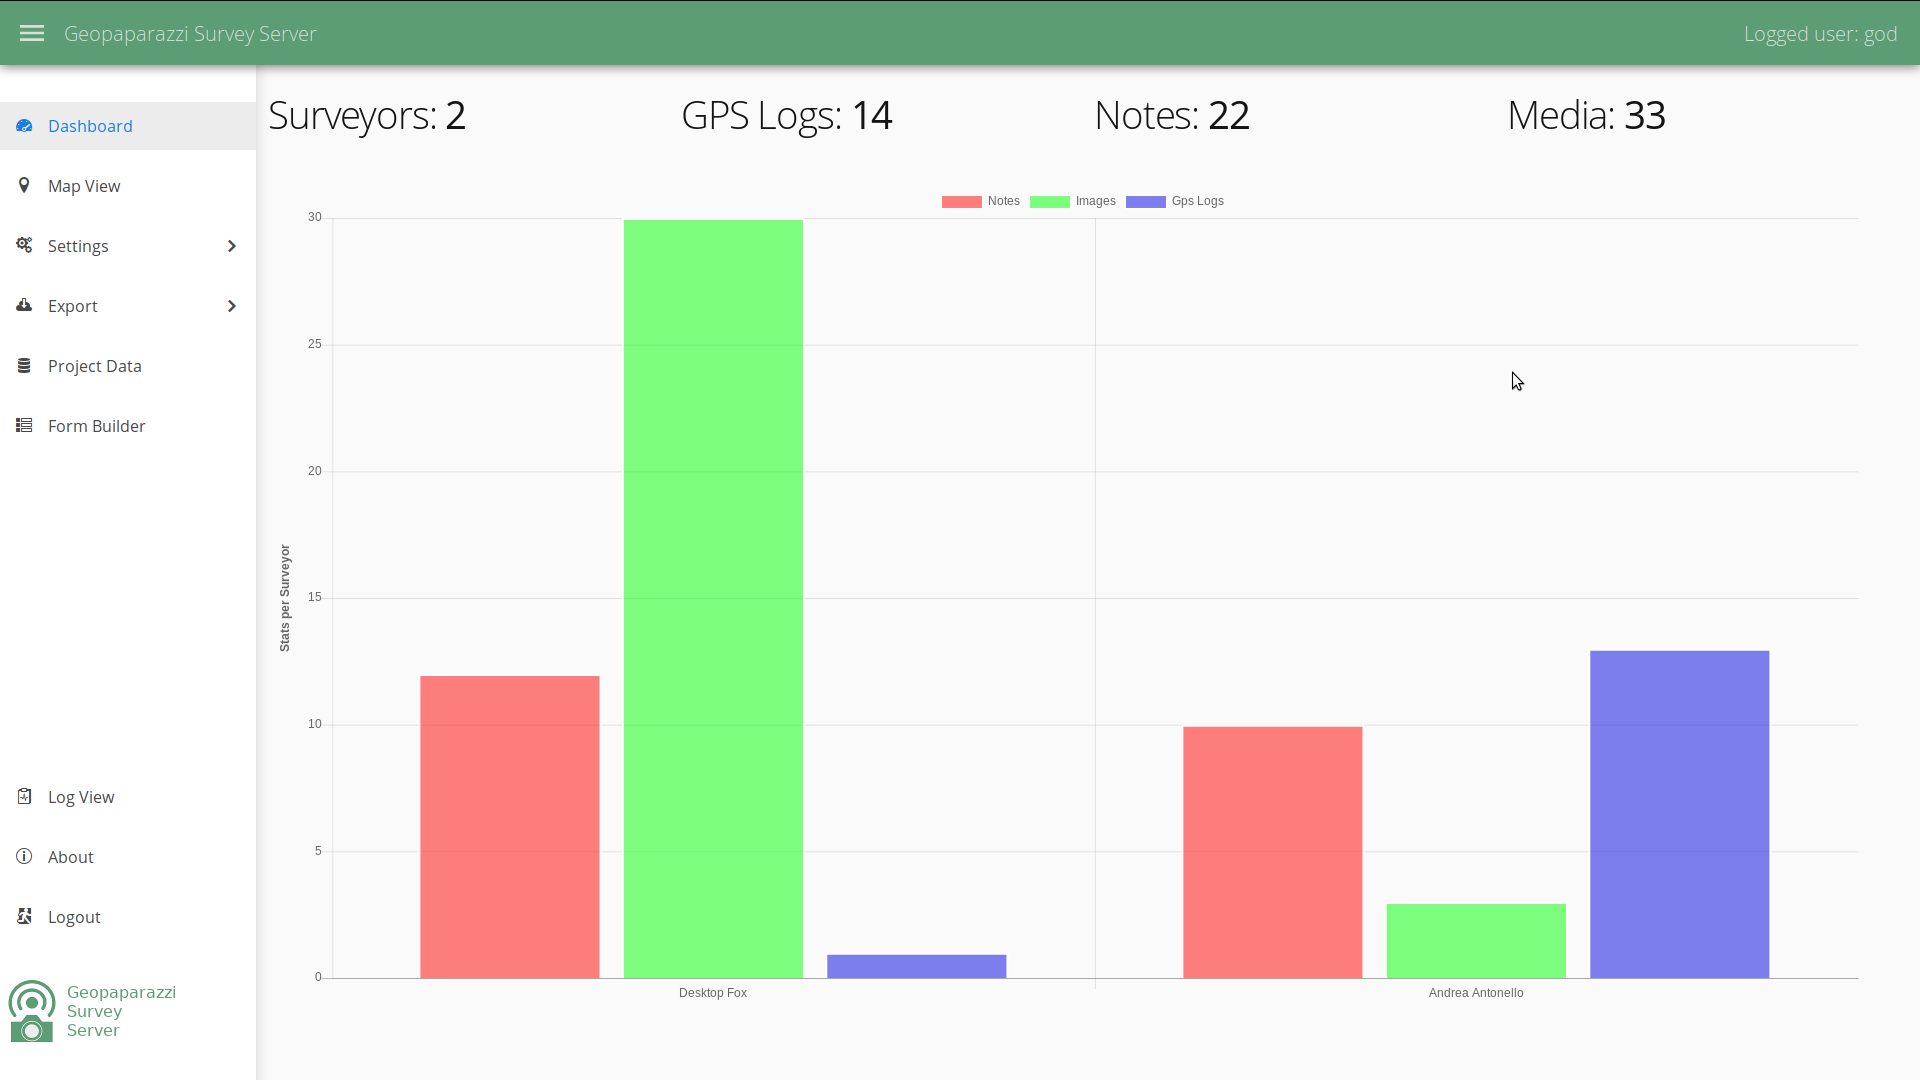 Geopaparazzi Survey Server
Logged user: god
Dashboard
Map View
Settings
Export
Project Data
Form Builder
Log View
About
Logout
Geopaparazzi
Survey
Server
Surveyors: 2
GPS Logs: 14
Notes: 22
Media: 33
Notes
Images
Gps Logs
Stats per Surveyor
30
25
20
15
10
5
0
Desktop Fox
Andrea Antonello